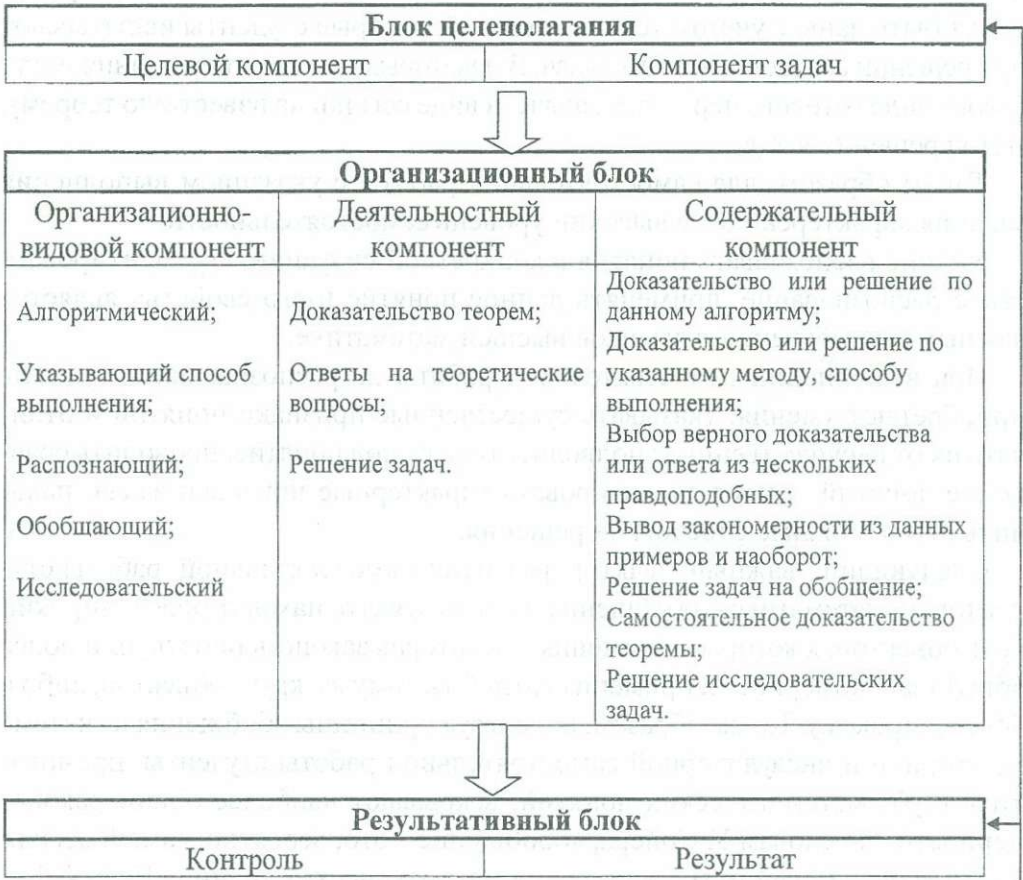 Блок целеполагания
Целевой компонент
Компонент задач
Организационный блок
Организационно-
видовой компонент
Деятельностный
компонент
Содержательный
компонент
Алгоритмический;
Указывающий способ
выполнения;
Распознающий;
Обобщающий;
Исследовательский
Доказательство теорем;
Ответы на теоретические
вопросы;
Решение задач.
Доказательство или решение по
данному алгоритму;
Доказательство или решение по
указанному методу, способу
выполнения;
Выбор верного доказательства
или ответа из нескольких
правдоподобных;
Вывод закономерности из данных
примеров и наоборот;
Решение задач на обобщение;
Самостоятельное доказательство
теоремы;
Решение исследовательских
задач.
Результативный блок
Контроль
Результат